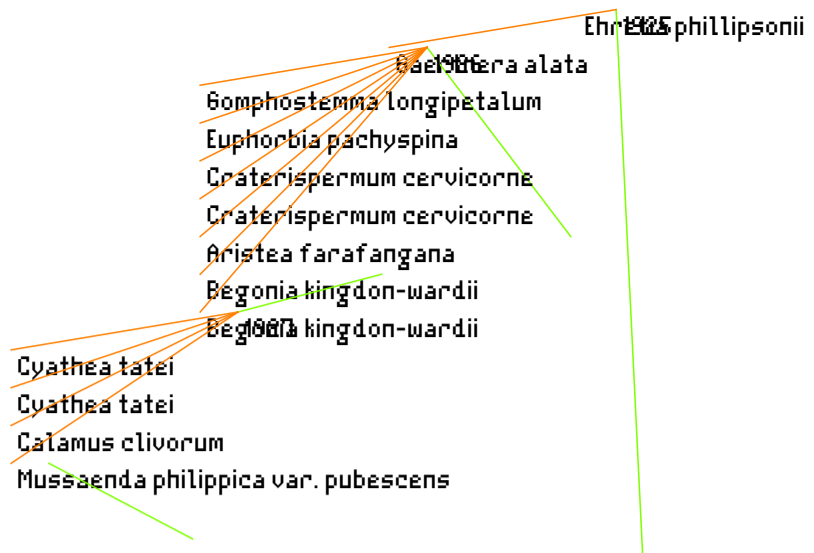 Ehretia phillipsonii
Gaertnera alata
Gomphostemma longipetalum
Euphorbia pachyspina
Craterispermum cervicorne
Craterispermum cervicorne
Aristea farafangana
Begonia kingdon-wardii
Begonia kingdon-wardii
Cyathea tatei
Cyathea tatei
Calamus clivorum
Mussaenda philippica var. pubescens